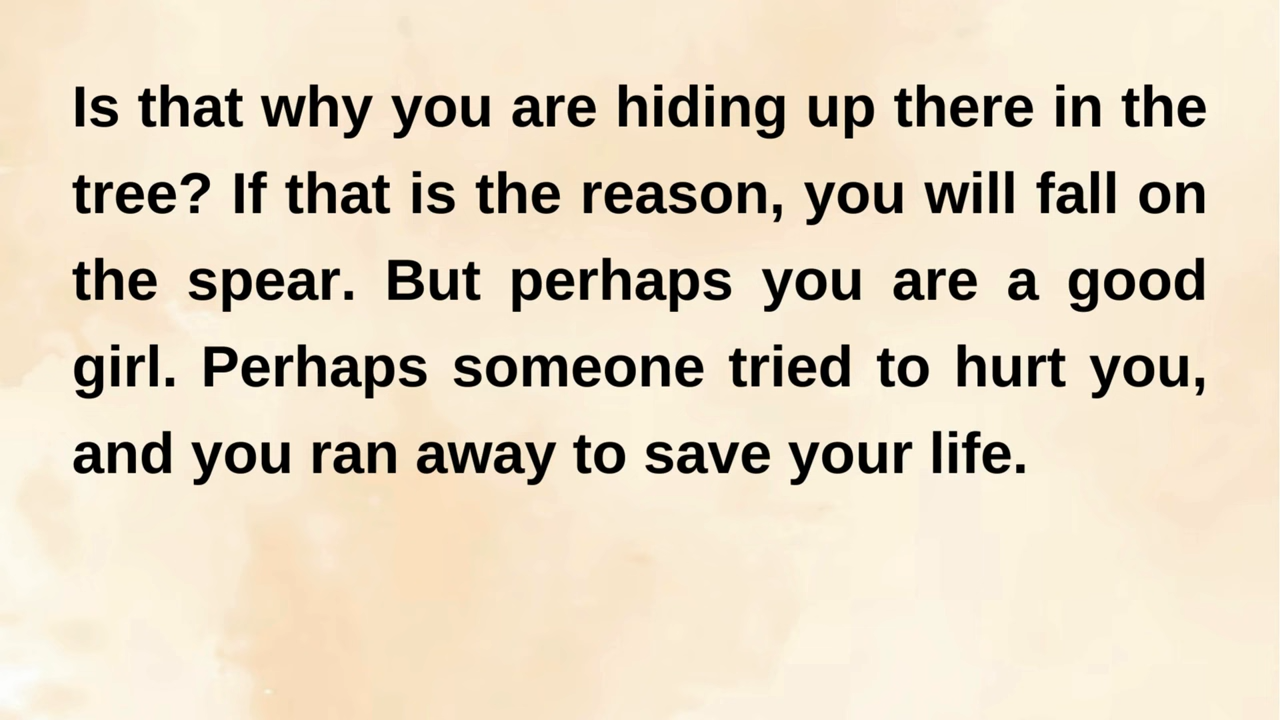 Is that why you are hiding up there in the
tree? If that is the reason, you will fall on
the spear. But perhaps you are a good
girl. Perhaps someone tried to hurt you,
and you ran away to save your life.